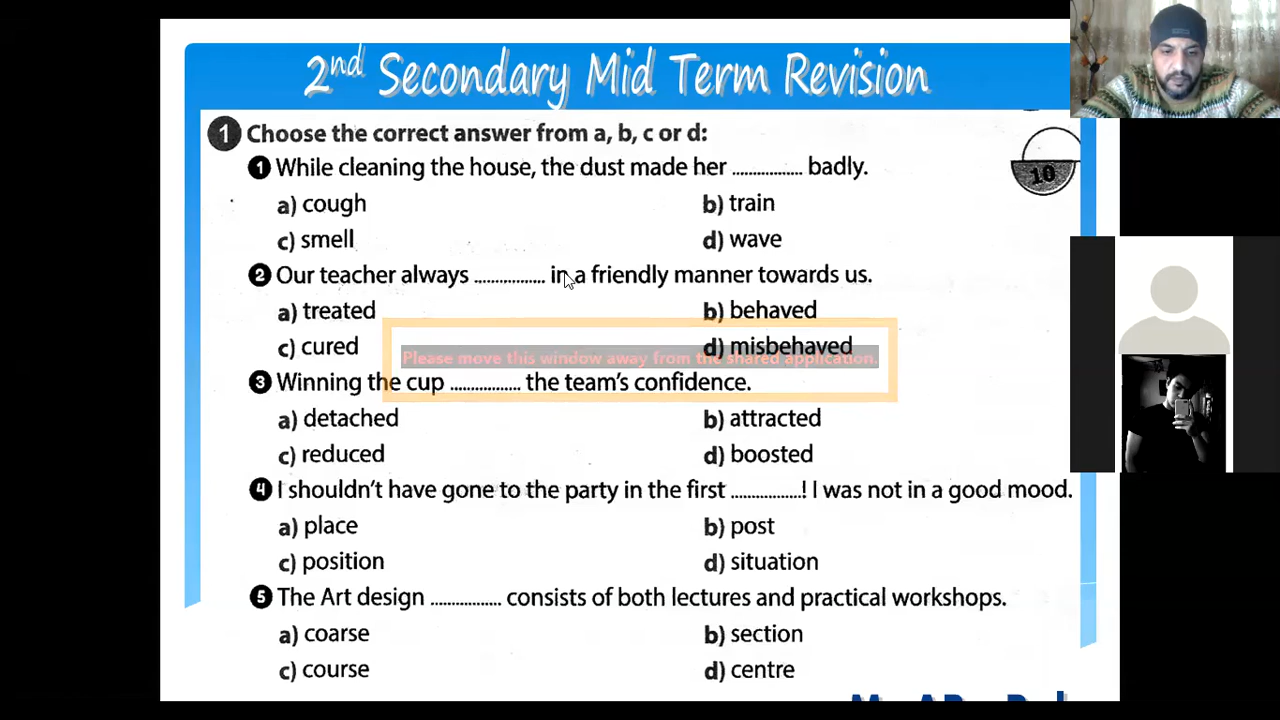 2nd Secondary Mid Term Revision
1 Choose the correct answer from a, b, c or d:
10
1 While cleaning the house, the dust made her ................. badly.
a) cough b) train
c) smell d) wave
2 Our teacher always ................. in a friendly manner towards us.
a) treated b) behaved
c) cured d) misbehaved
Please move this window away from the shared application.
3 Winning the cup ................. the team's confidence.
a) detached b) attracted
c) reduced d) boosted
4 I shouldn't have gone to the party in the first .................! I was not in a good mood.
a) place b) post
c) position d) situation
5 The Art design ................. consists of both lectures and practical workshops.
a) coarse b) section
c) course d) centre